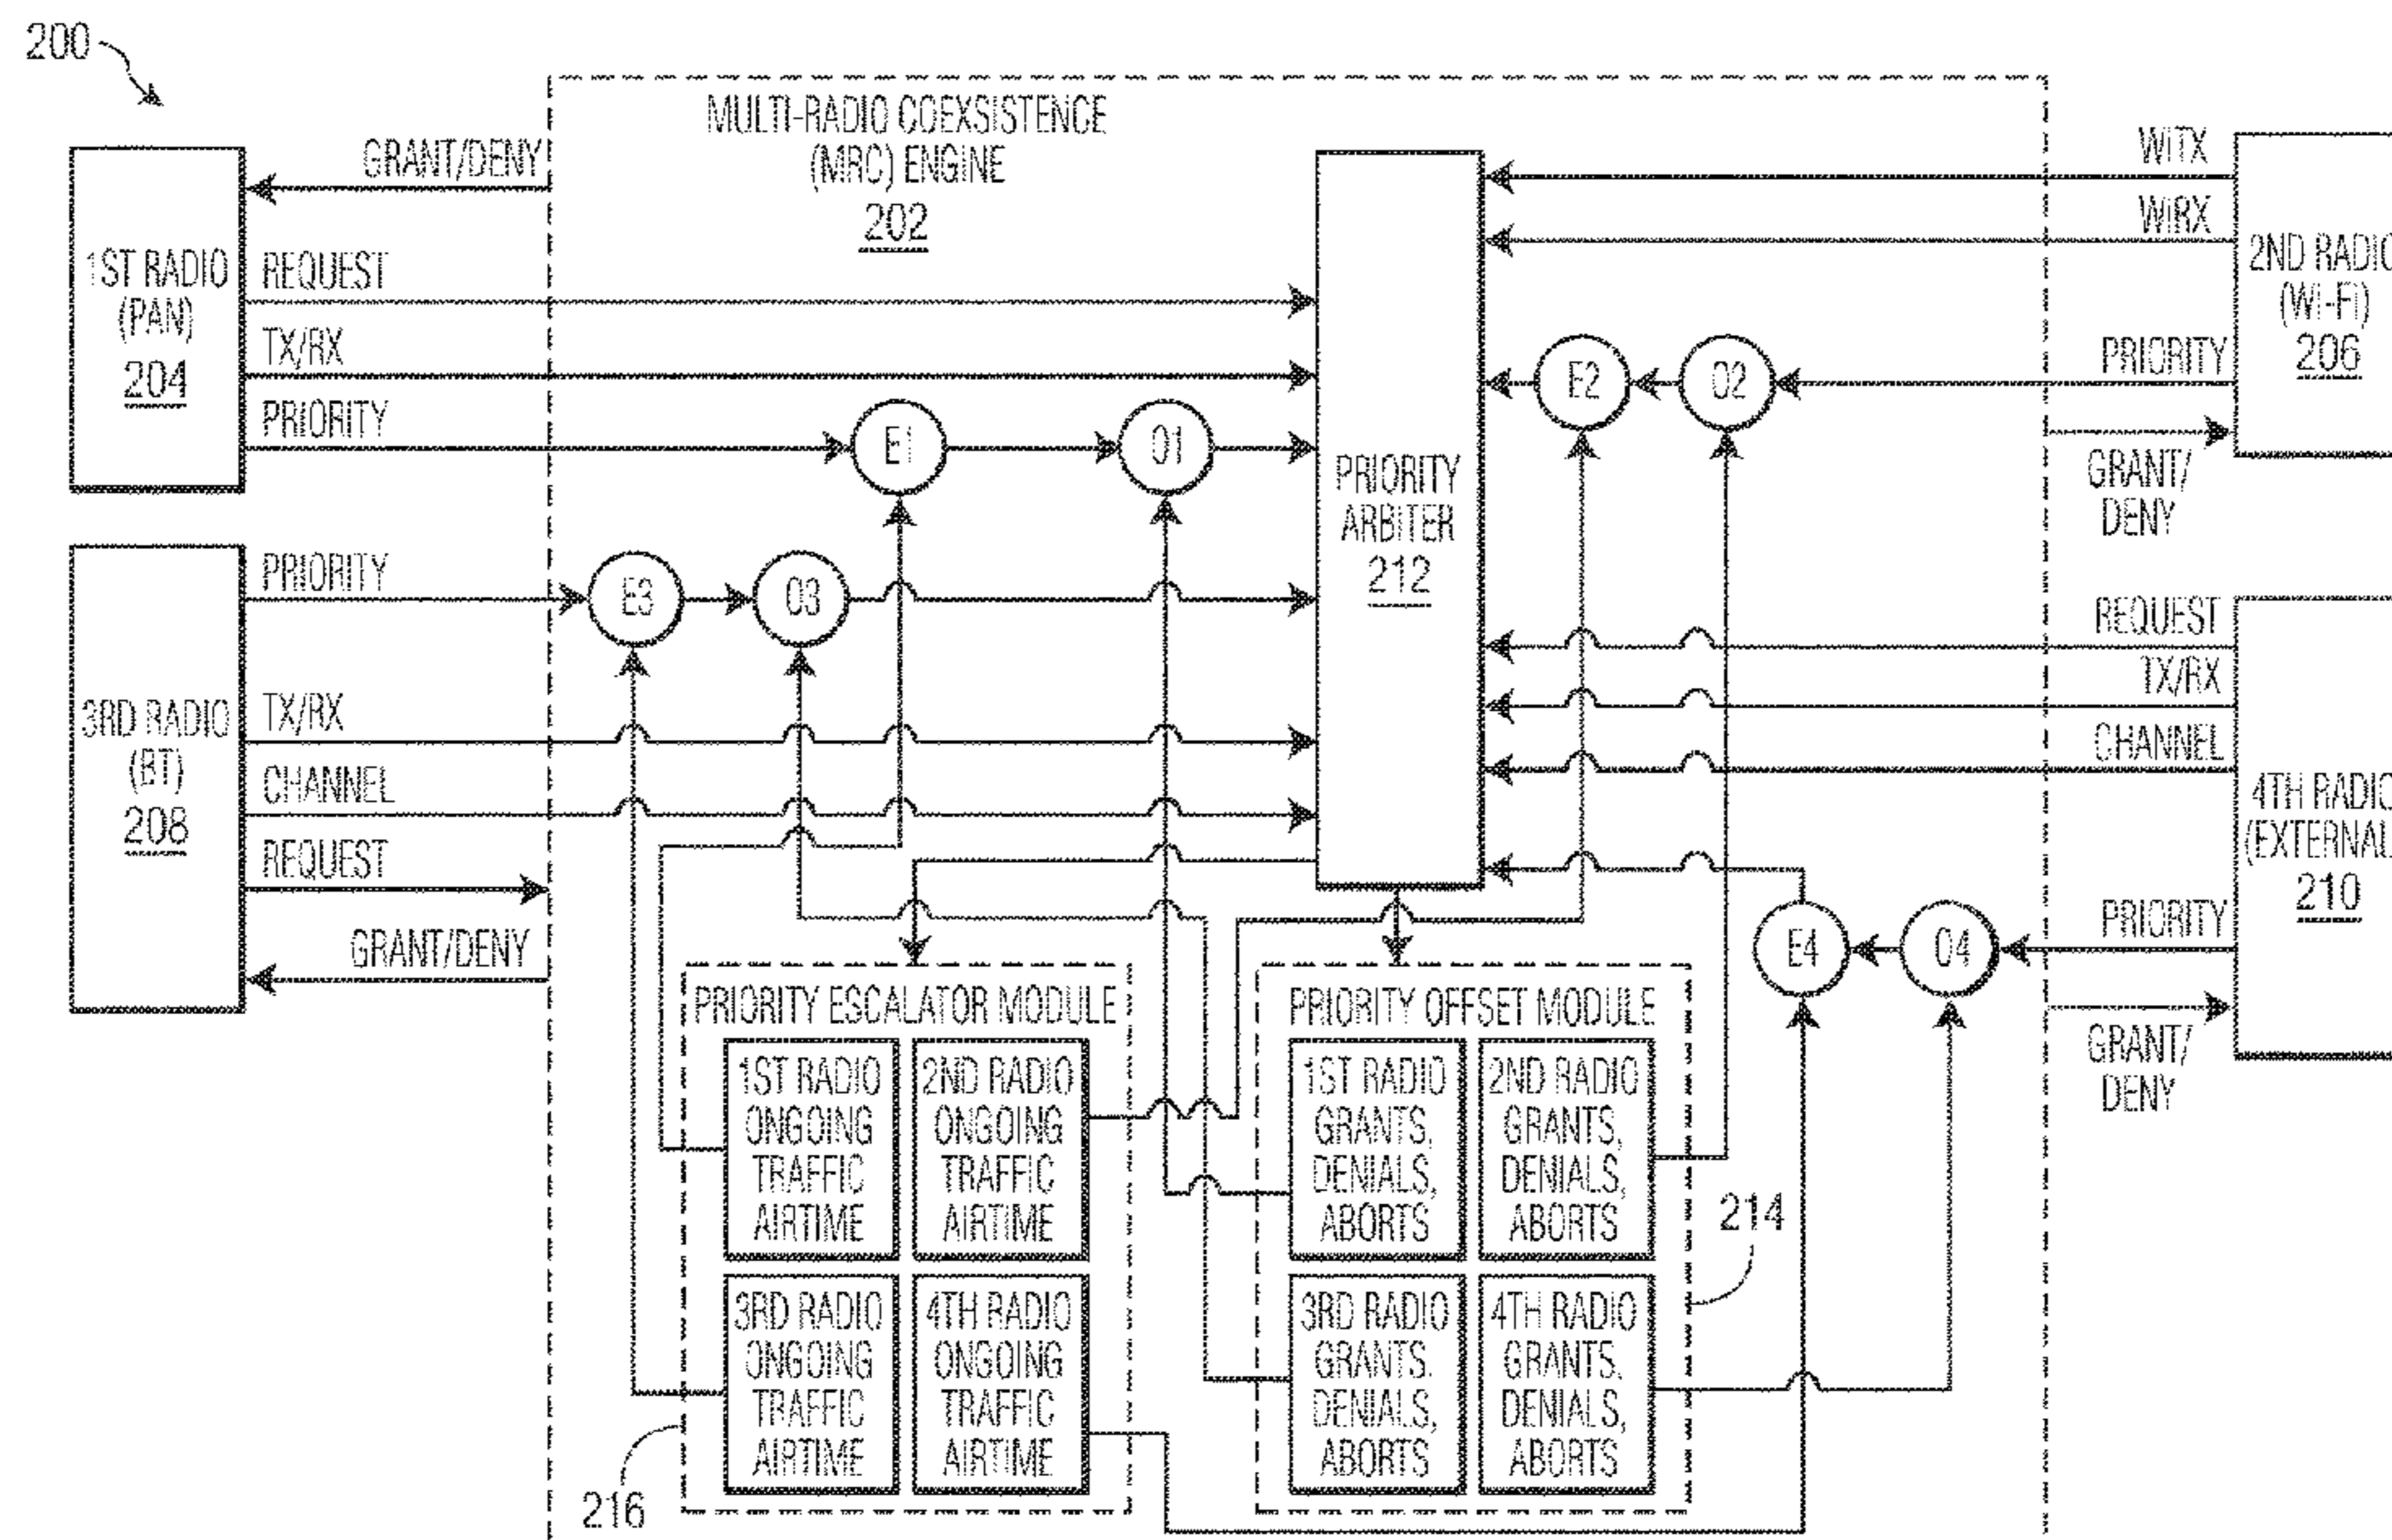 200
MULTI-RADIO COEXSISTENCE
(MRC) ENGINE
202
GRANT/DENY
1ST RADIO
(PAN)
204
REQUEST
TX/RX
PRIORITY
E1
O1
3RD RADIO
(BT)
208
PRIORITY
E3
O3
TX/RX
CHANNEL
REQUEST
GRANT/DENY
PRIORITY
ARBITER
212
WITX
WIRX
2ND RADIO
(WI-FI)
206
PRIORITY
E2
O2
GRANT/
DENY
REQUEST
TX/RX
CHANNEL
4TH RADIO
(EXTERNAL
210
PRIORITY
E4
O4
GRANT/
DENY
PRIORITY ESCALATOR MODULE
1ST RADIO
ONGOING
TRAFFIC
AIRTIME
2ND RADIO
ONGOING
TRAFFIC
AIRTIME
3RD RADIO
ONGOING
TRAFFIC
AIRTIME
4TH RADIO
ONGOING
TRAFFIC
AIRTIME
216
PRIORITY OFFSET MODULE
1ST RADIO
GRANTS,
DENIALS,
ABORTS
2ND RADIO
GRANTS,
DENIALS,
ABORTS
3RD RADIO
GRANTS,
DENIALS,
ABORTS
4TH RADIO
GRANTS,
DENIALS,
ABORTS
214